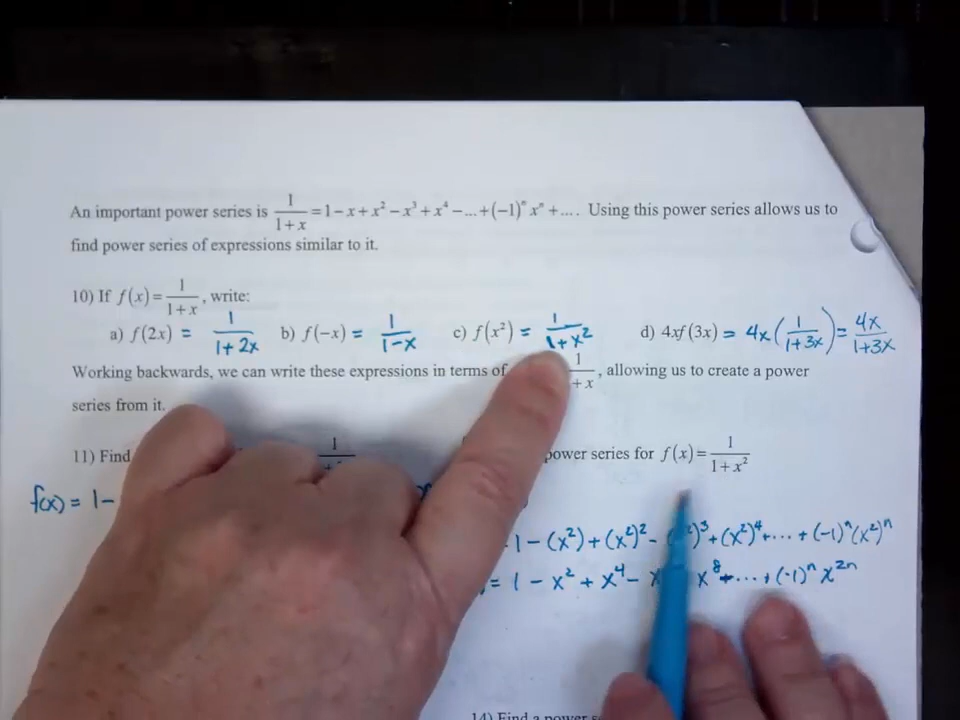 An important power series is 1/(1+x) = 1 − x + x² − x³ + x⁴ − ... + (−1)ⁿ xⁿ + .... Using this power series allows us to
find power series of expressions similar to it.
10) If f(x) = 1/(1+x), write:
a) f(2x) = 1/(1+2x) b) f(−x) = 1/(1−x) c) f(x²) = 1/(1+x²) d) 4xf(3x) = 4x(1/(1+3x)) = 4x/(1+3x)
Working backwards, we can write these expressions in terms of 1/( + x), allowing us to create a power
series from it.
11) Find power series for f(x) = 1/(1+x²)
f(x) = 1 −
1 − (x²) + (x²)² − ( ²)³ + (x²)⁴ + ... + (−1)ⁿ (x²)ⁿ
= 1 − x² + x⁴ − x x⁸ + ... + (−1)ⁿ x²ⁿ
14) Find a power s